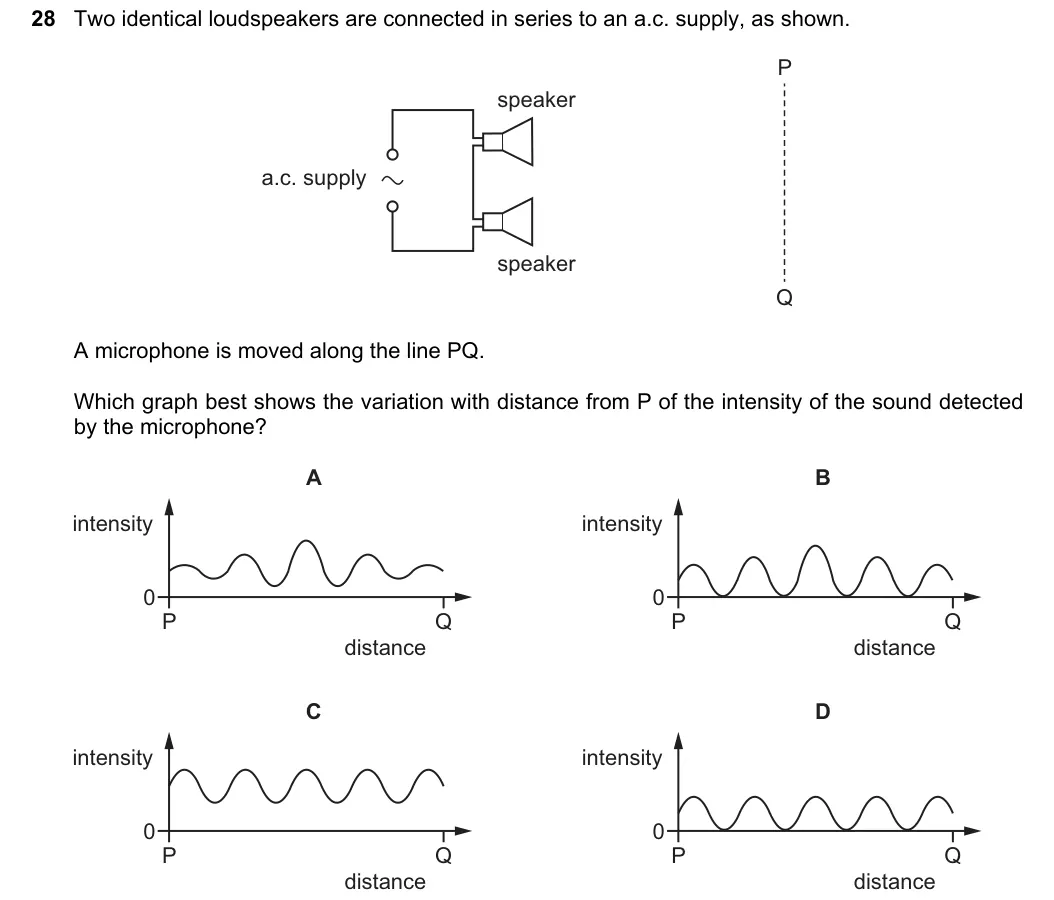 28 Two identical loudspeakers are connected in series to an a.c. supply, as shown.
P
speaker
a.c. supply ~
speaker
Q
A microphone is moved along the line PQ.
Which graph best shows the variation with distance from P of the intensity of the sound detected
by the microphone?
A
intensity
0
P
Q
distance
B
intensity
0
P
Q
distance
C
intensity
0
P
Q
distance
D
intensity
0
P
Q
distance